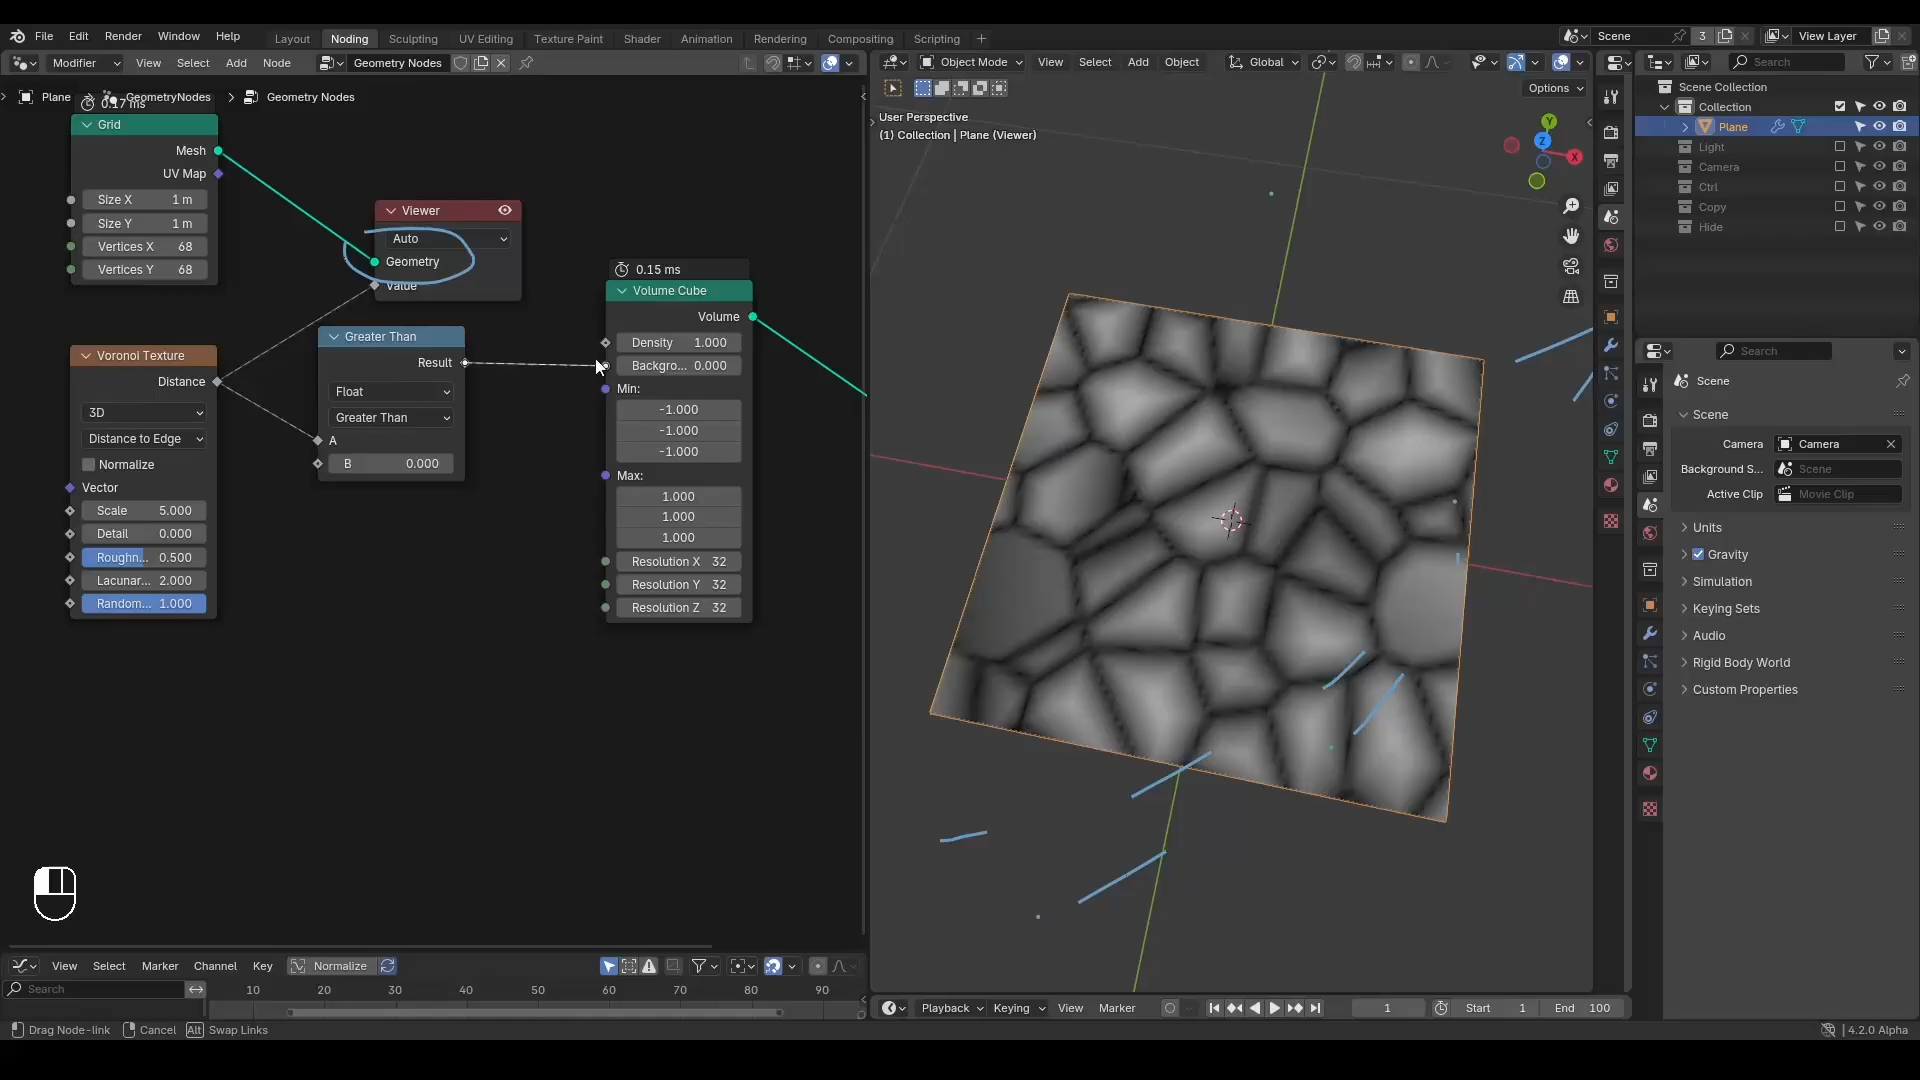 File Edit Render Window Help Layout Noding Sculpting UV Editing Texture Paint Shader Animation Rendering Compositing Scripting Scene 3 View Layer
Modifier View Select Add Node Geometry Nodes
Plane GeometryNodes Geometry Nodes
0.17 ms
Grid
Mesh
UV Map
Size X 1 m
Size Y 1 m
Vertices X 68
Vertices Y 68
Viewer
Auto
Geometry
Value
Voronoi Texture
Distance
3D
Distance to Edge
Normalize
Vector
Scale 5.000
Detail 0.000
Roughn... 0.500
Lacunar... 2.000
Random... 1.000
Greater Than
Result
Float
Greater Than
A
B 0.000
0.15 ms
Volume Cube
Volume
Density 1.000
Backgro... 0.000
Min:
-1.000
-1.000
-1.000
Max:
1.000
1.000
1.000
Resolution X 32
Resolution Y 32
Resolution Z 32
Object Mode View Select Add Object Global
Options
User Perspective
(1) Collection | Plane (Viewer)
Y
Z
X
Search
Scene Collection
Collection
Plane
Light
Camera
Ctrl
Copy
Hide
Search
Scene
Scene
Camera Camera
Background S... Scene
Active Clip Movie Clip
Units
Gravity
Simulation
Keying Sets
Audio
Rigid Body World
Custom Properties
View Select Marker Channel Key Normalize
Search 10 20 30 40 50 60 70 80 90
Playback Keying View Marker 1 Start 1 End 100
Drag Node-link Cancel Alt Swap Links 4.2.0 Alpha